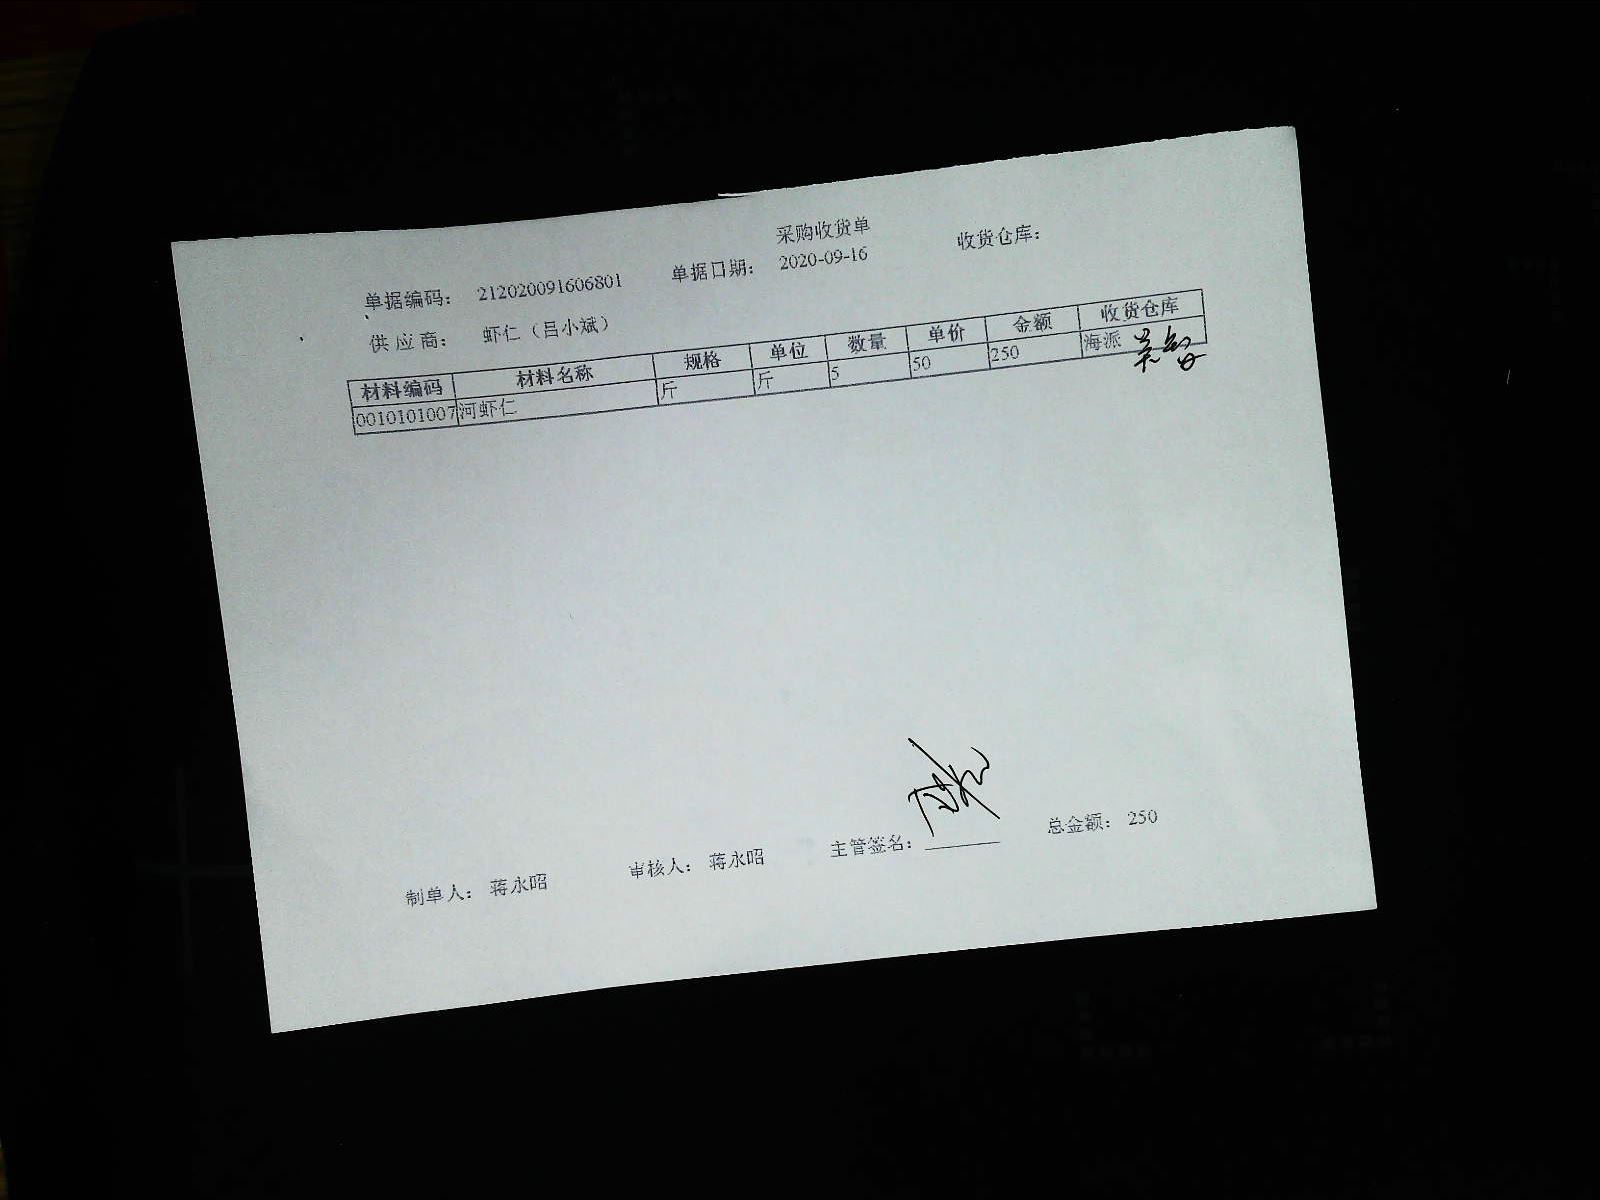 采购收货单
单据编码： 212020091606801 单据日期： 2020-09-16 收货仓库：
供应商： 虾仁（吕小斌）
材料编码 材料名称 规格 单位 数量 单价 金额 收货仓库
0010101007 河虾仁 斤 斤 5 50 250 海派
制单人： 蒋永昭 审核人： 蒋永昭 主管签名： 总金额： 250